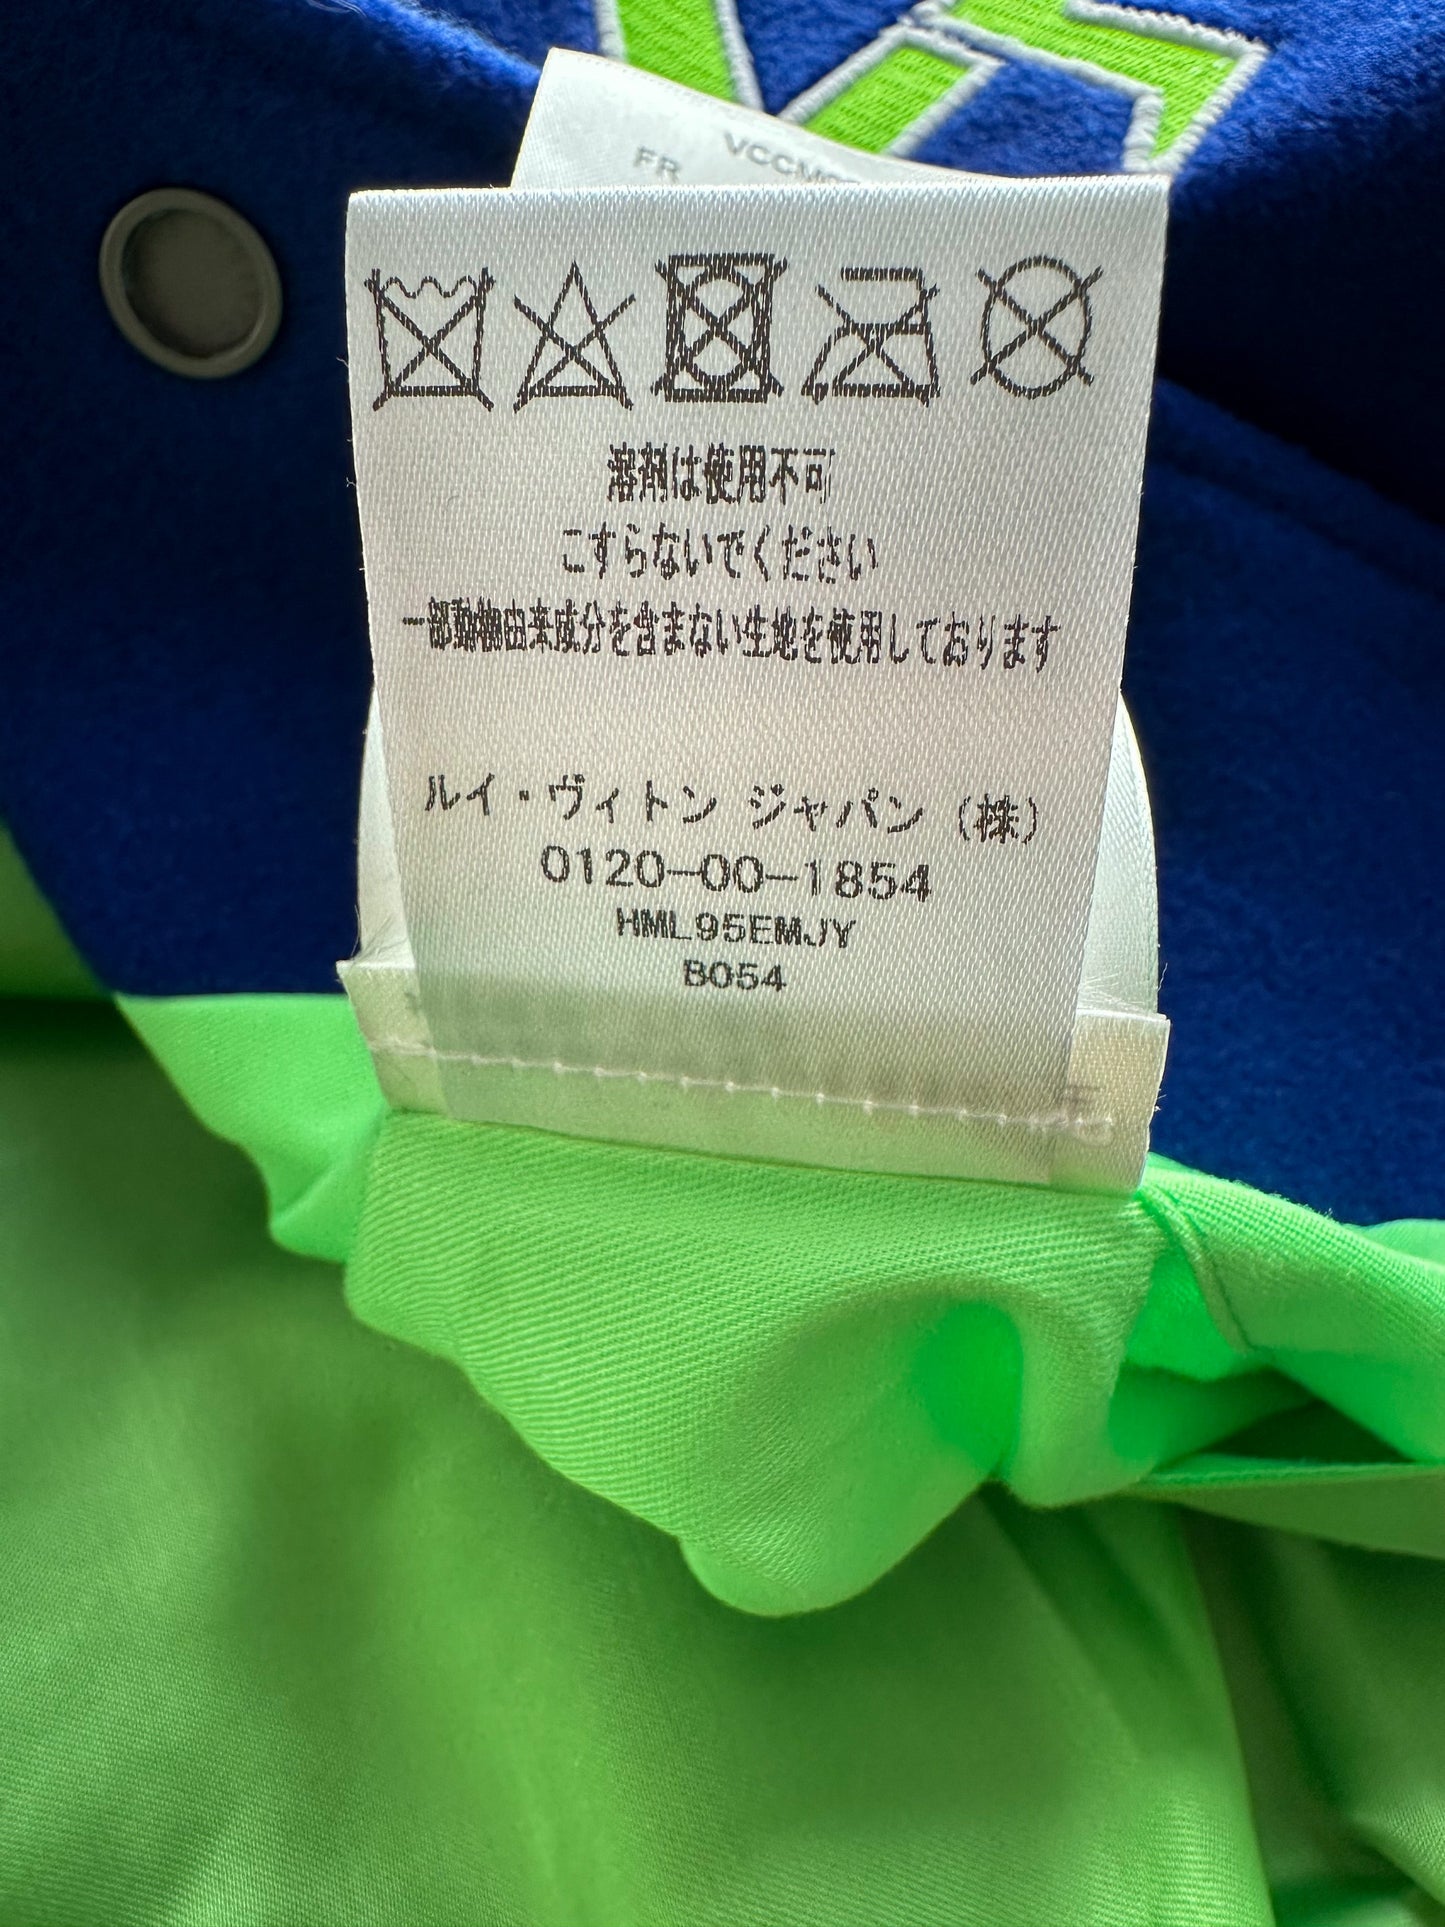 FR
溶剤は使用不可
こすらないでください
一部動物由来成分を含まない生地を使用しております
ルイ・ヴィトン ジャパン (株)
0120-00-1854
HML95EMJY
B054